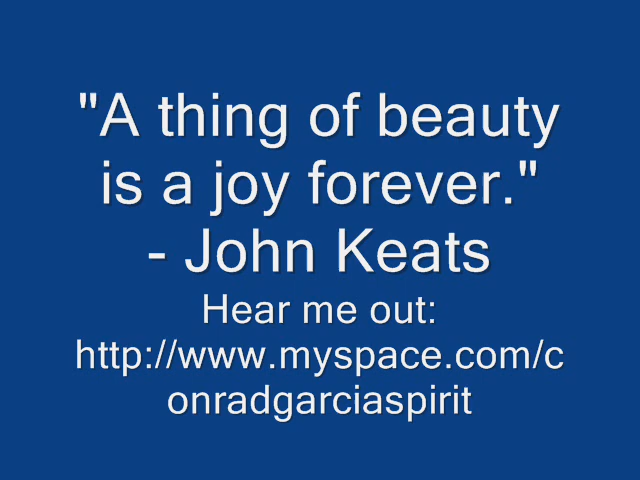 "A thing of beauty
is a joy forever."
- John Keats
Hear me out:
http://www.myspace.com/c
onradgarciaspirit